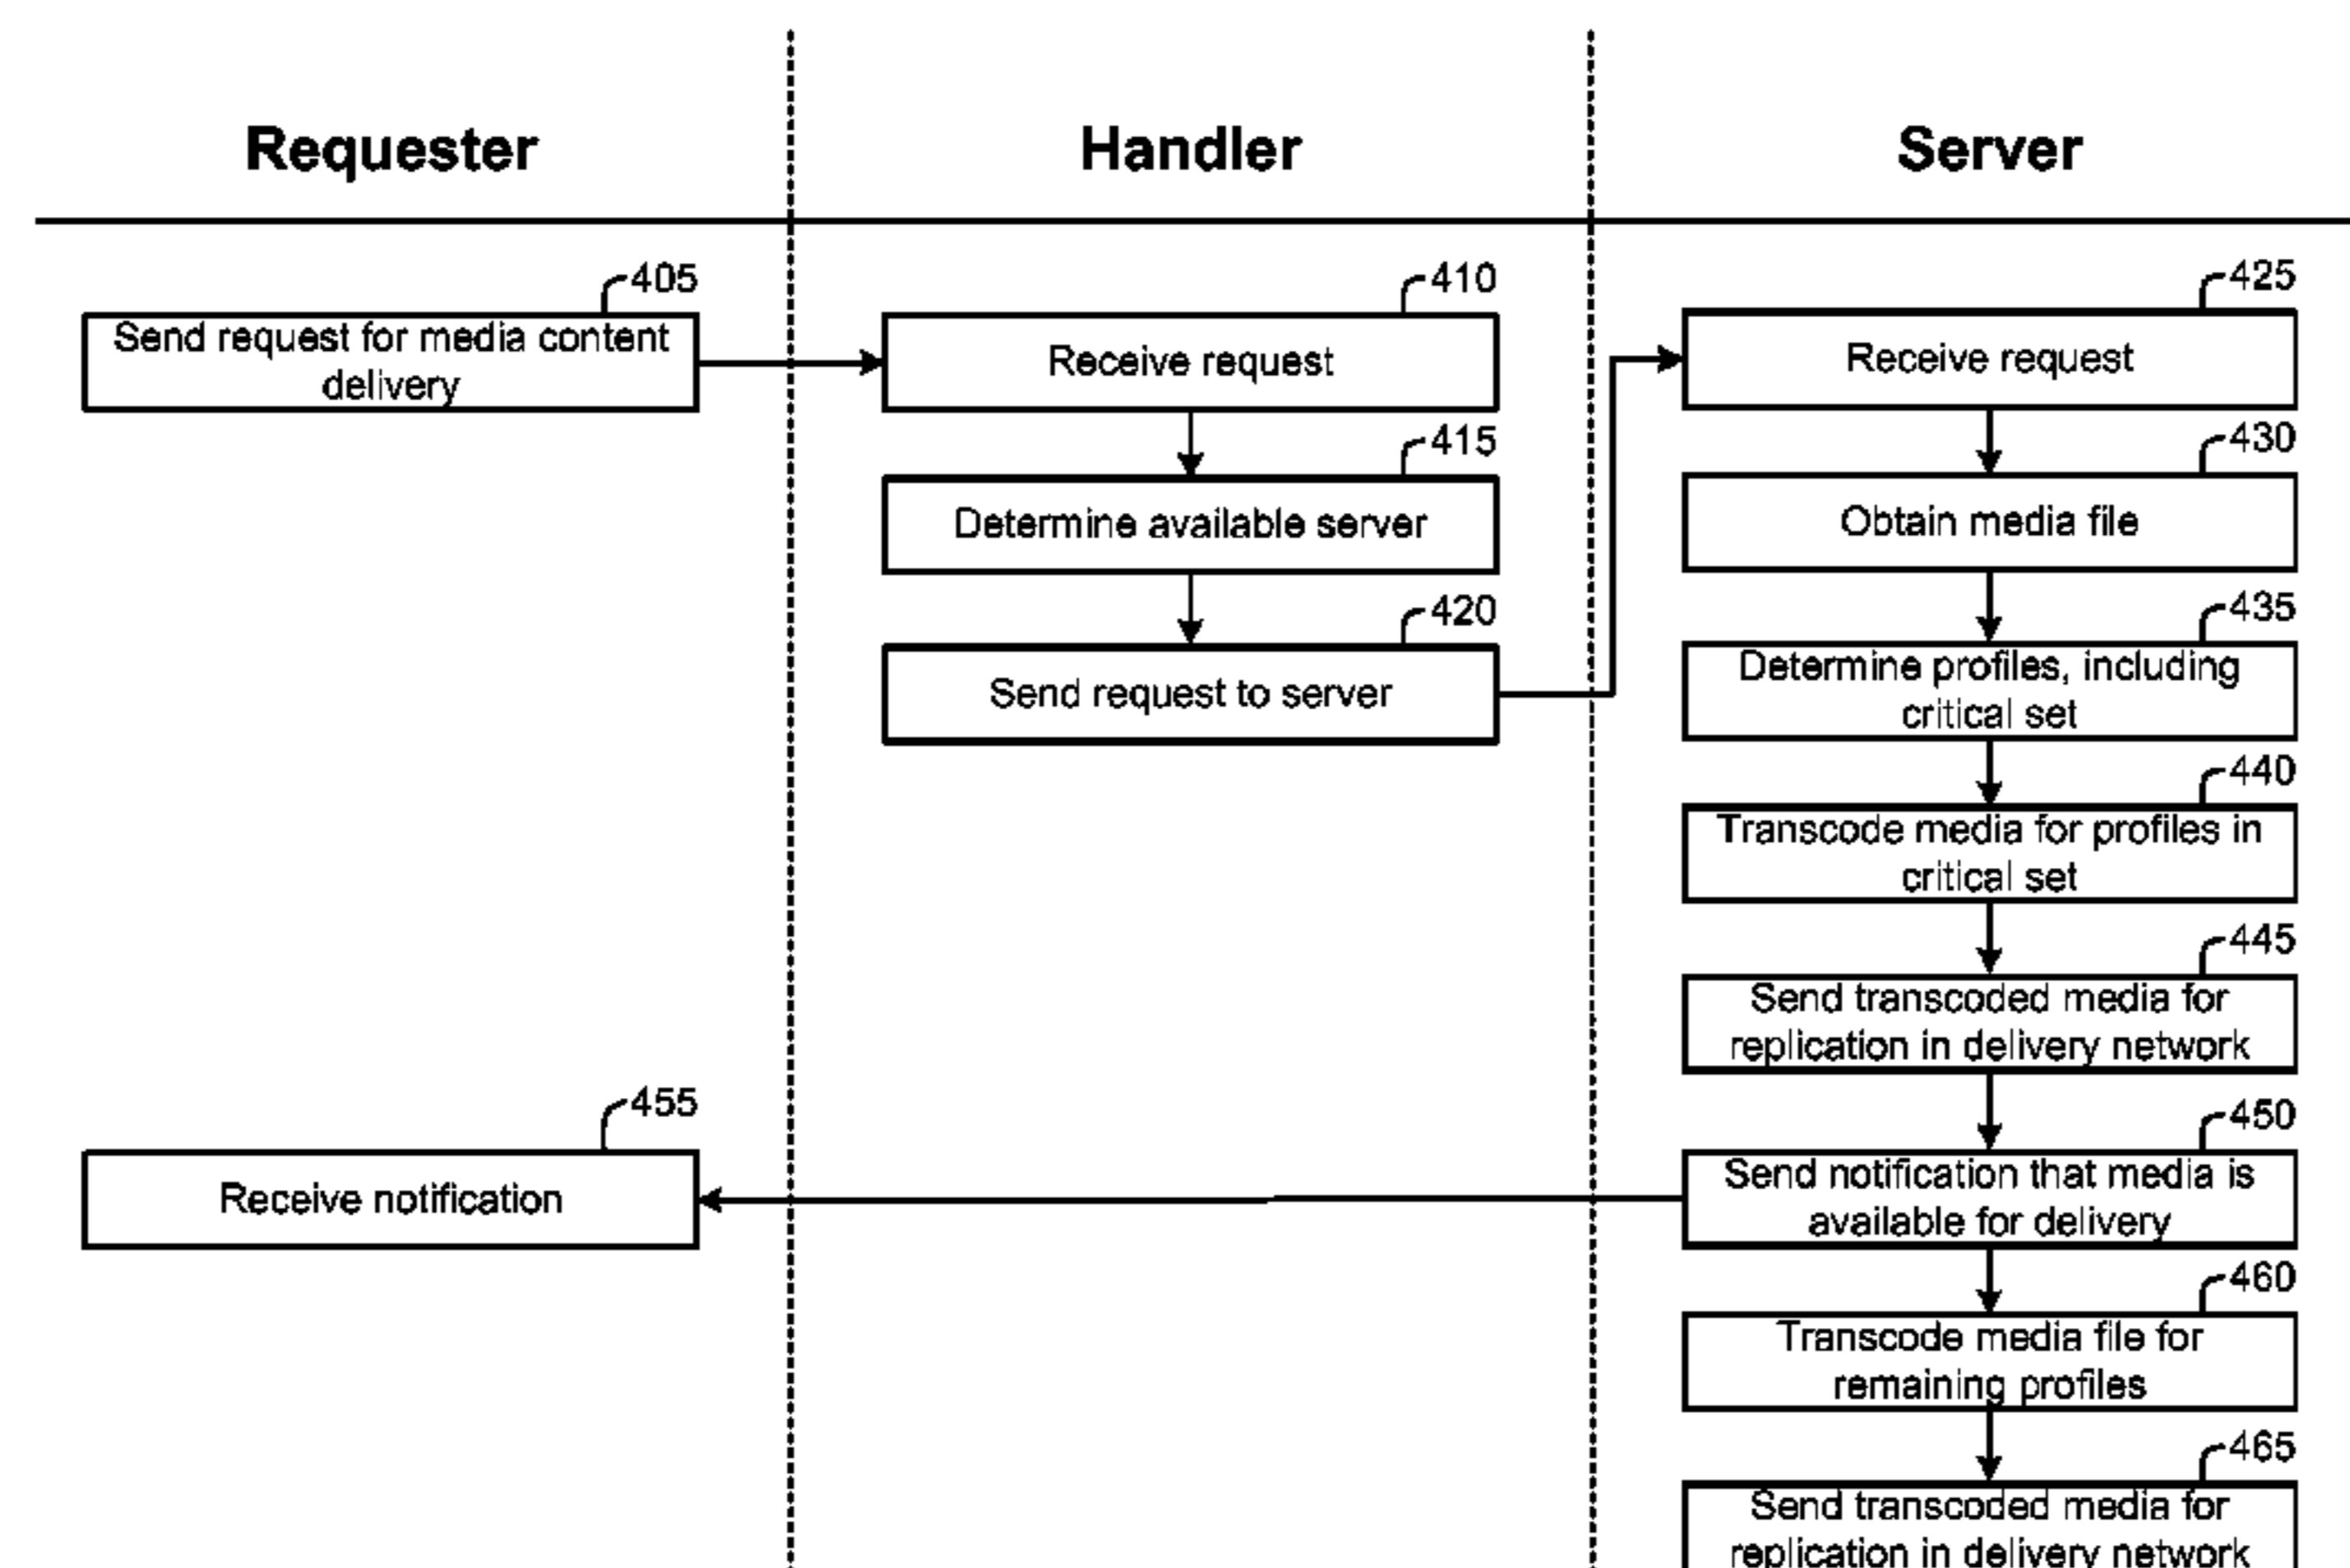 Requester
Handler
Server
405
Send request for media content
delivery
410
Receive request
415
Determine available server
420
Send request to server
425
Receive request
430
Obtain media file
435
Determine profiles, including
critical set
440
Transcode media for profiles in
critical set
445
Send transcoded media for
replication in delivery network
450
Send notification that media is
available for delivery
455
Receive notification
460
Transcode media file for
remaining profiles
465
Send transcoded media for
replication in delivery network